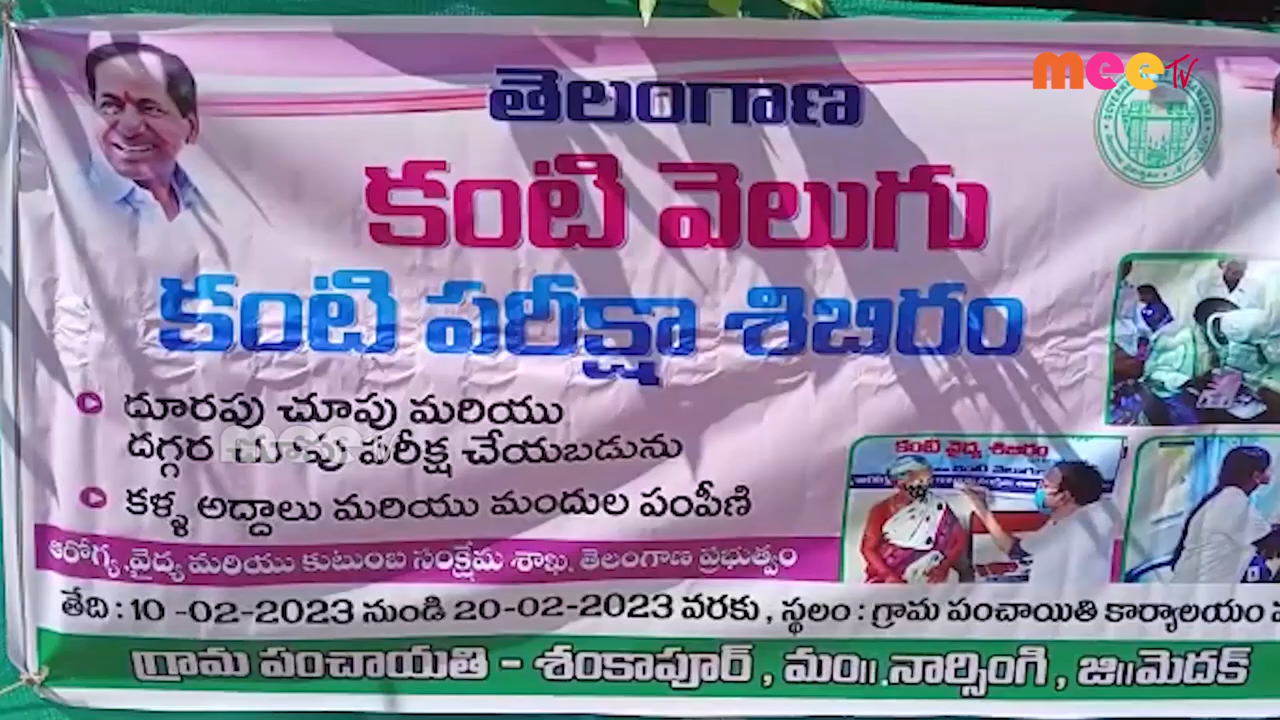 meeTV
తెలంగాణ
కంటి వెలుగు
కంటి పరీక్షా శిబిరం
దూరపు చూపు మరియు
దగ్గర చూపు పరీక్ష చేయబడును
కళ్ళ అద్దాలు మరియు మందుల పంపీణి
కంటి వైద్య శిబిరం
ఆరోగ్య, వైద్య మరియు కుటుంబ సంక్షేమ శాఖ, తెలంగాణ ప్రభుత్వం
తేది : 10 -02-2023 నుండి 20-02-2023 వరకు , స్థలం : గ్రామ పంచాయితి కార్యాలయం
గ్రామ పంచాయతి - శంకాపూర్ , మం॥.నార్సింగి , జి॥మెదక్